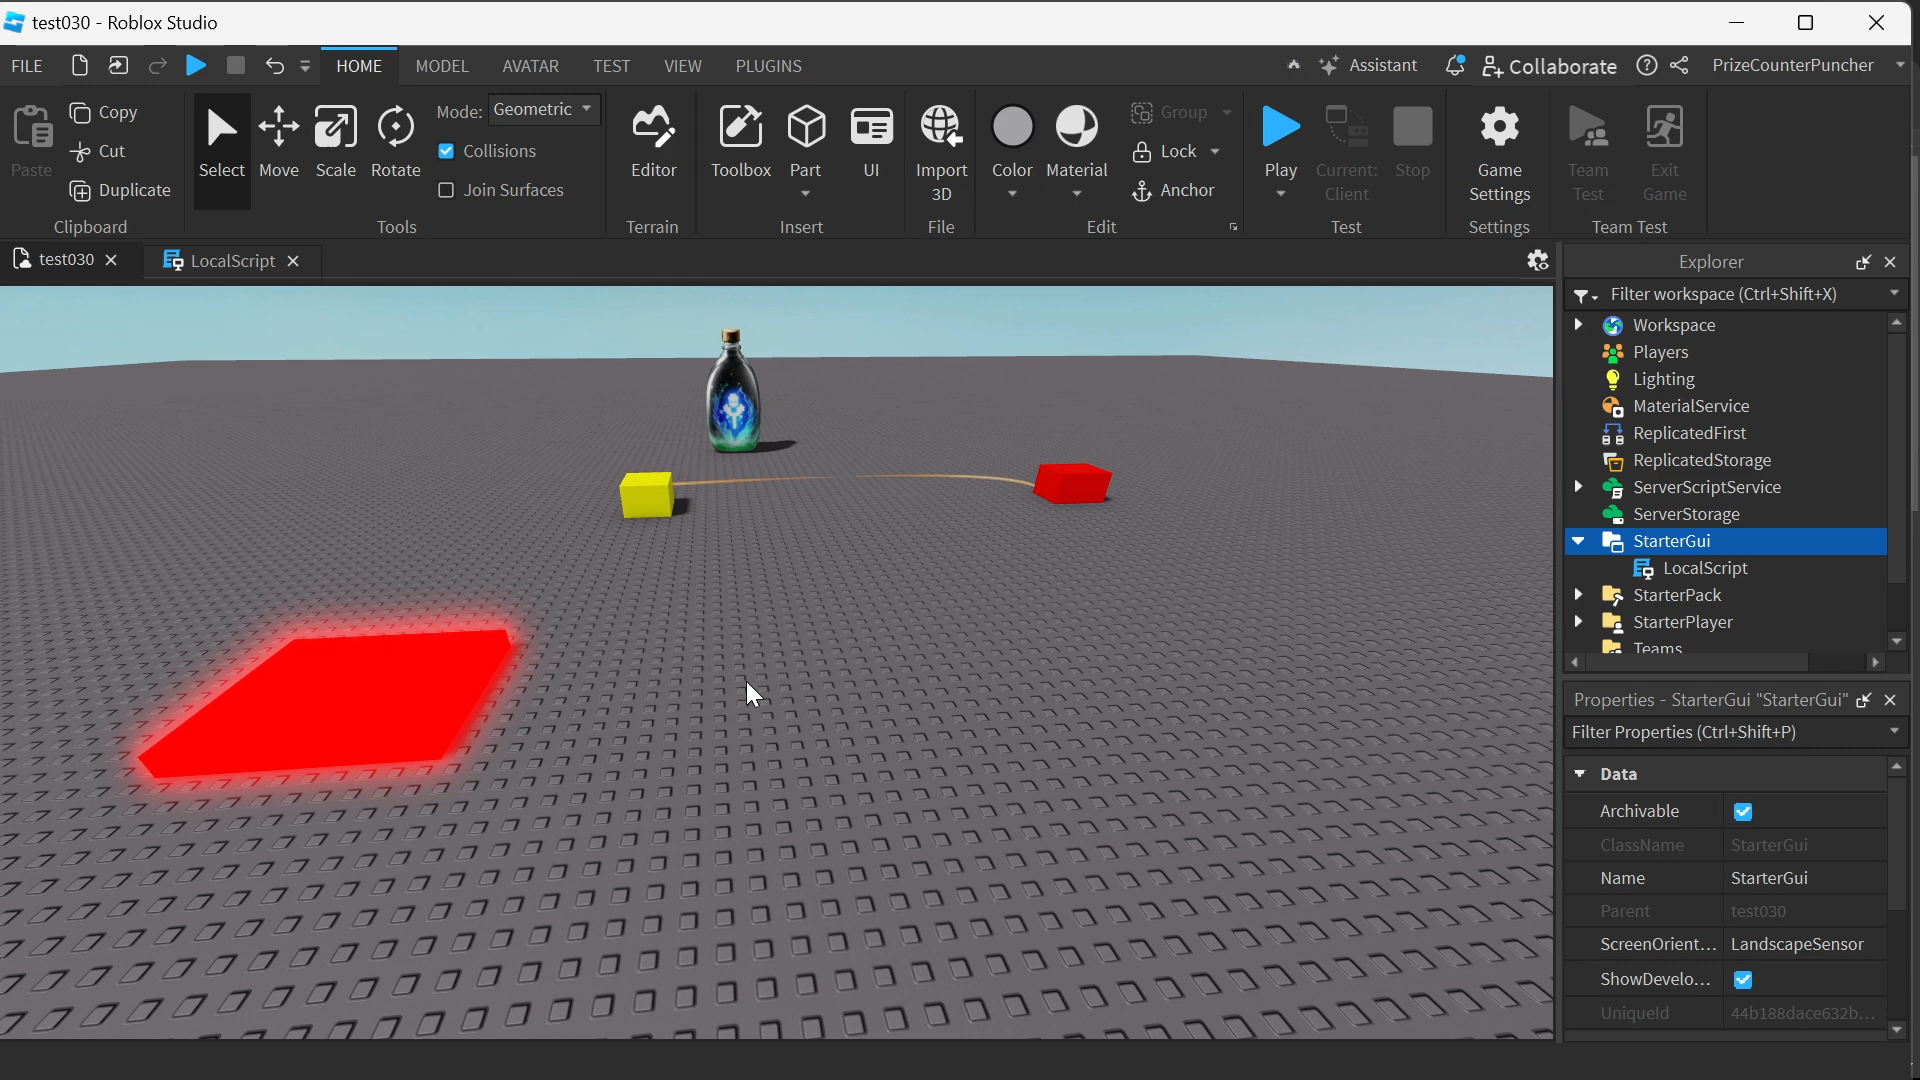 test030 - Roblox Studio
FILE HOME MODEL AVATAR TEST VIEW PLUGINS Assistant Collaborate PrizeCounterPuncher
Paste
Copy
Cut
Duplicate
Clipboard
Select Move Scale Rotate
Mode: Geometric
Collisions
Join Surfaces
Tools
Editor
Terrain
Toolbox Part UI
Insert
Import
3D
File
Color Material
Group
Lock
Anchor
Edit
Play Current: Stop
Client
Test
Game
Settings
Settings
Team Exit
Test Game
Team Test
test030 LocalScript
Explorer
Filter workspace (Ctrl+Shift+X)
Workspace
Players
Lighting
MaterialService
ReplicatedFirst
ReplicatedStorage
ServerScriptService
ServerStorage
StarterGui
LocalScript
StarterPack
StarterPlayer
Teams
Properties - StarterGui "StarterGui"
Filter Properties (Ctrl+Shift+P)
Data
Archivable
ClassName StarterGui
Name StarterGui
Parent test030
ScreenOrient... LandscapeSensor
ShowDevelo...
UniqueId 44b188dace632b...